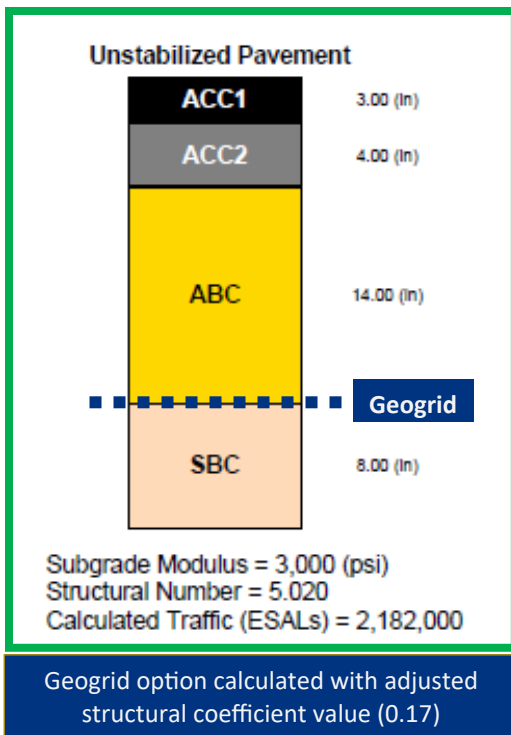 Unstabilized Pavement
ACC1 3.00 (in)
ACC2 4.00 (in)
ABC 14.00 (in)
Geogrid
SBC 8.00 (in)
Subgrade Modulus = 3,000 (psi)
Structural Number = 5.020
Calculated Traffic (ESALs) = 2,182,000
Geogrid option calculated with adjusted
structural coefficient value (0.17)